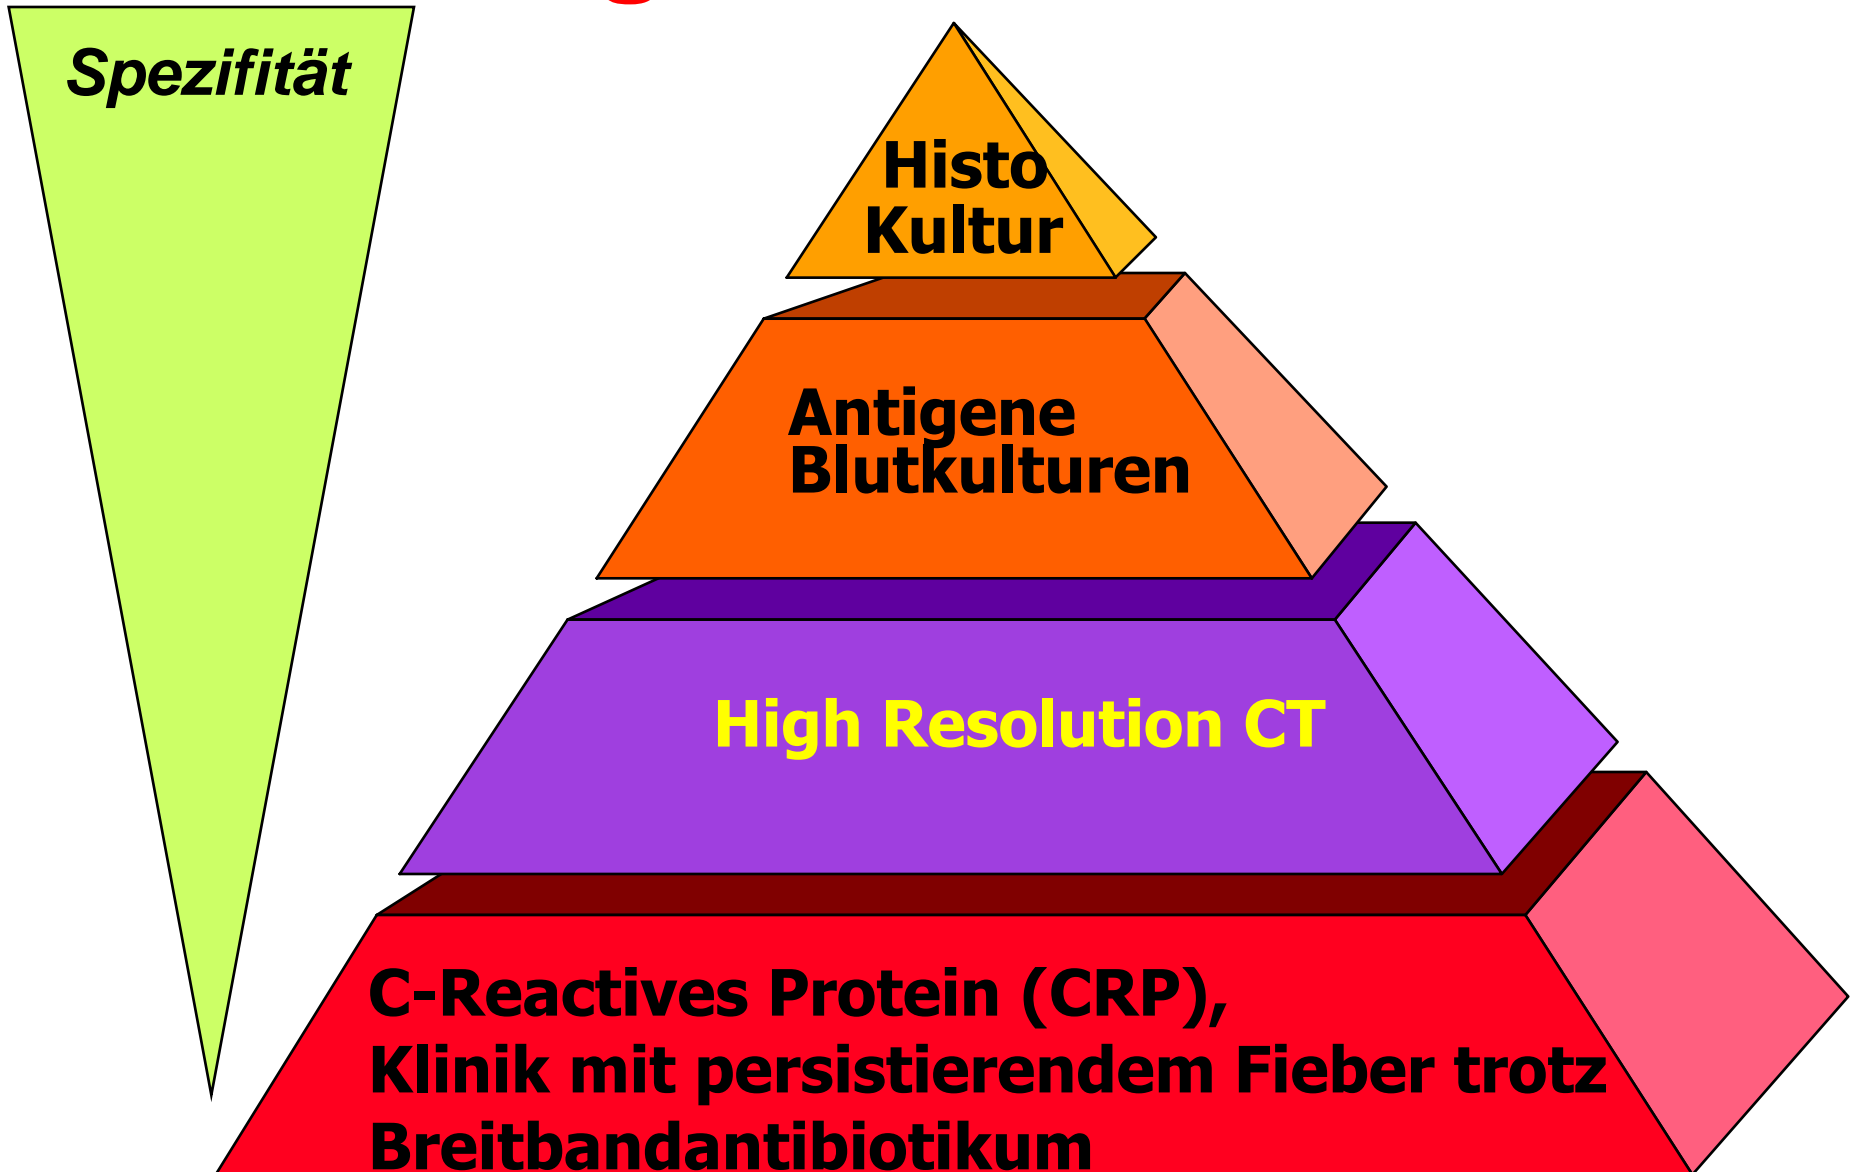 Spezifität
Histo
Kultur
Antigene
Blutkulturen
High Resolution CT
C-Reactives Protein (CRP),
Klinik mit persistierendem Fieber trotz
Breitbandantibiotikum